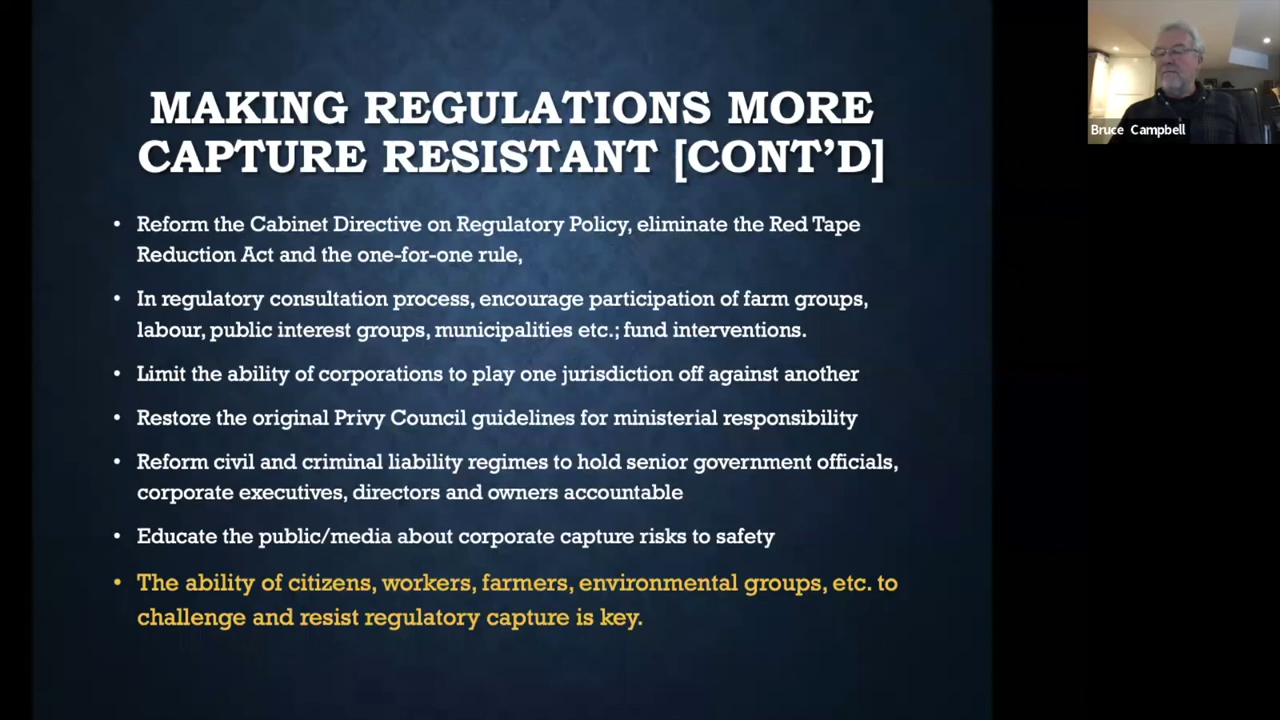 MAKING REGULATIONS MORE
CAPTURE RESISTANT [CONT'D]
• Reform the Cabinet Directive on Regulatory Policy, eliminate the Red Tape
Reduction Act and the one-for-one rule,
• In regulatory consultation process, encourage participation of farm groups,
labour, public interest groups, municipalities etc.; fund interventions.
• Limit the ability of corporations to play one jurisdiction off against another
• Restore the original Privy Council guidelines for ministerial responsibility
• Reform civil and criminal liability regimes to hold senior government officials,
corporate executives, directors and owners accountable
• Educate the public/media about corporate capture risks to safety
• The ability of citizens, workers, farmers, environmental groups, etc. to
challenge and resist regulatory capture is key.
Bruce Campbell